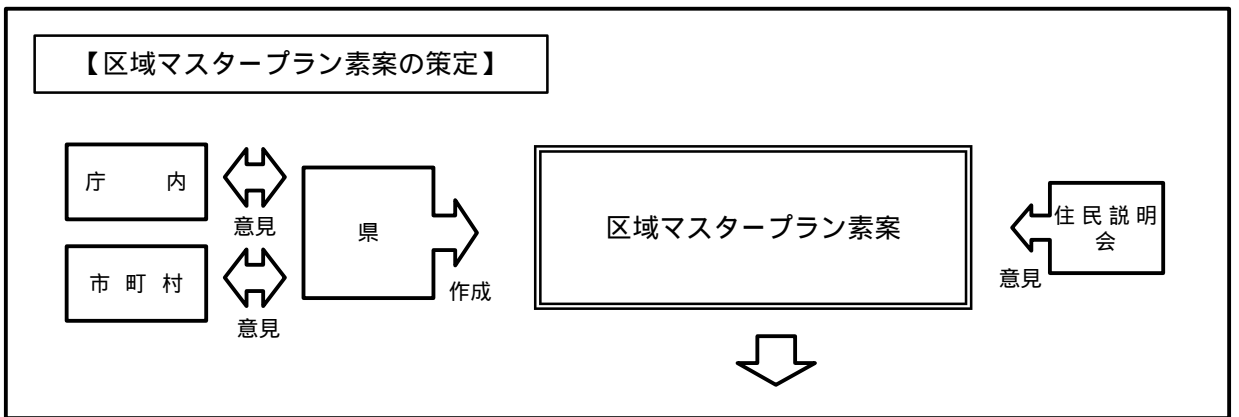 【区域マスタープラン素案の策定】
庁 内
意見
市 町 村
意見
県
作成
区域マスタープラン素案
意見
住 民 説 明
会